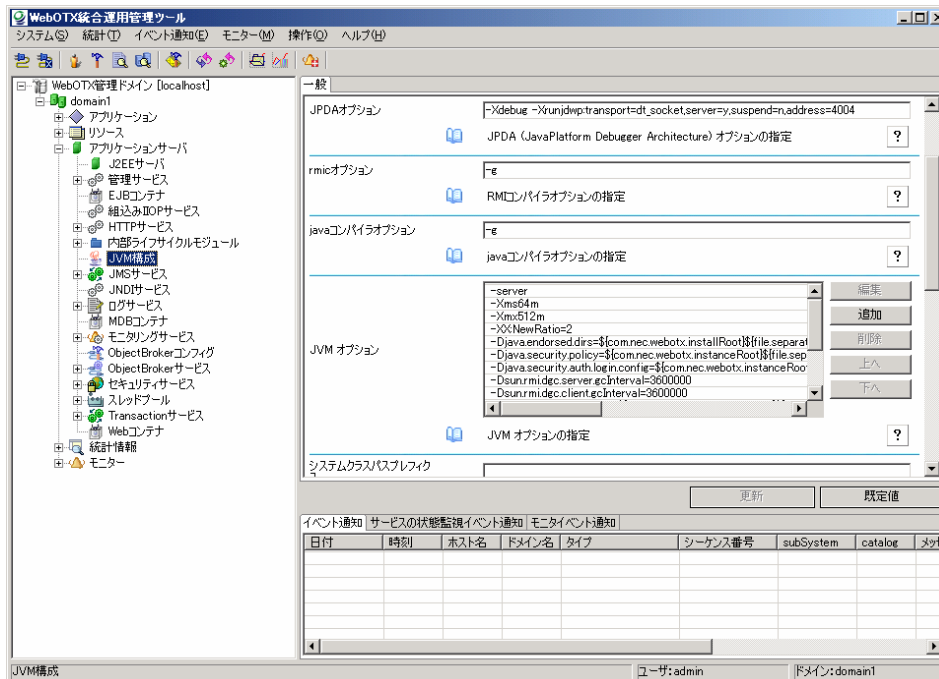 WebOTX統合運用管理ツール
システム(S) 統計(T) イベント通知(E) モニター(M) 操作(O) ヘルプ(H)
WebOTX管理ドメイン [localhost]
domain1
アプリケーション
リソース
アプリケーションサーバ
J2EEサーバ
管理サービス
EJBコンテナ
組込みIIOPサービス
HTTPサービス
内部ライフサイクルモジュール
JVM構成
JMSサービス
JNDIサービス
ログサービス
MDBコンテナ
モニタリングサービス
ObjectBrokerコンフィグ
ObjectBrokerサービス
セキュリティサービス
スレッドプール
Transactionサービス
Webコンテナ
統計情報
モニター
一般
JPDAオプション
-Xdebug -Xrunjdwp:transport=dt_socket,server=y,suspend=n,address=4004
JPDA (JavaPlatform Debugger Architecture) オプションの指定
?
rmicオプション
-g
RMIコンパイラオプションの指定
?
javaコンパイラオプション
-g
javaコンパイラオプションの指定
?
JVM オプション
-server
-Xms64m
-Xmx512m
-XX:NewRatio=2
-Djava.endorsed.dirs=${com.nec.webotx.installRoot}${file.separat
-Djava.security.policy=${com.nec.webotx.instanceRoot}${file.sep
-Djava.security.auth.login.config=${com.nec.webotx.instanceRoo
-Dsun.rmi.dgc.server.gcInterval=3600000
-Dsun.rmi.dgc.client.gcInterval=3600000
編集
追加
削除
上へ
下へ
JVM オプションの指定
?
システムクラスパスプレフィク
更新 既定値
イベント通知 サービスの状態監視イベント通知 モニタイベント通知
日付 時刻 ホスト名 ドメイン名 タイプ シーケンス番号 subSystem catalog メッセ
JVM構成 ユーザ:admin ドメイン:domain1